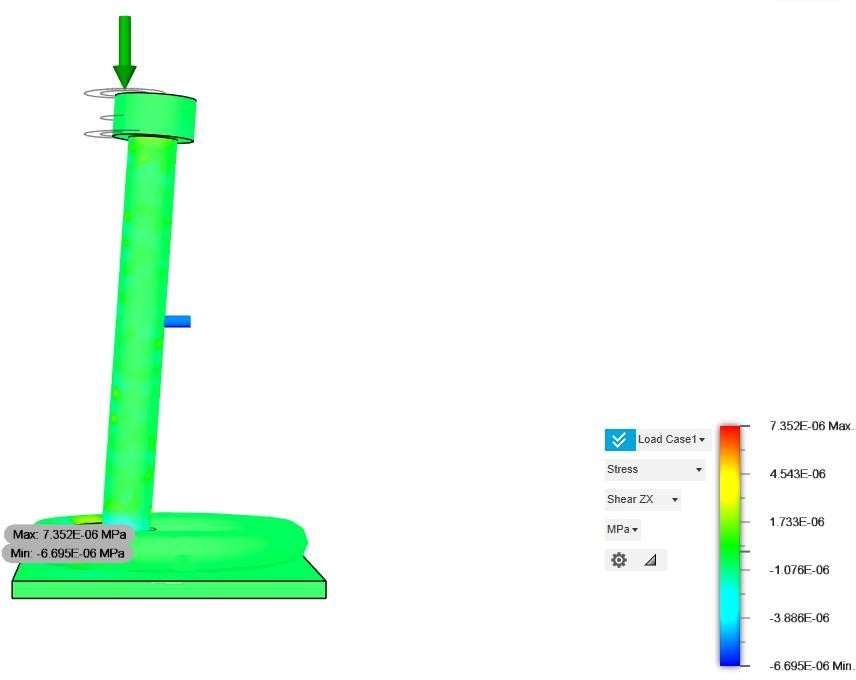 Max: 7.352E-06 MPa
Min: -6.695E-06 MPa
Load Case1
Stress
Shear ZX
MPa
7.352E-06 Max.
4.543E-06
1.733E-06
-1.076E-06
-3.886E-06
-6.695E-06 Min.